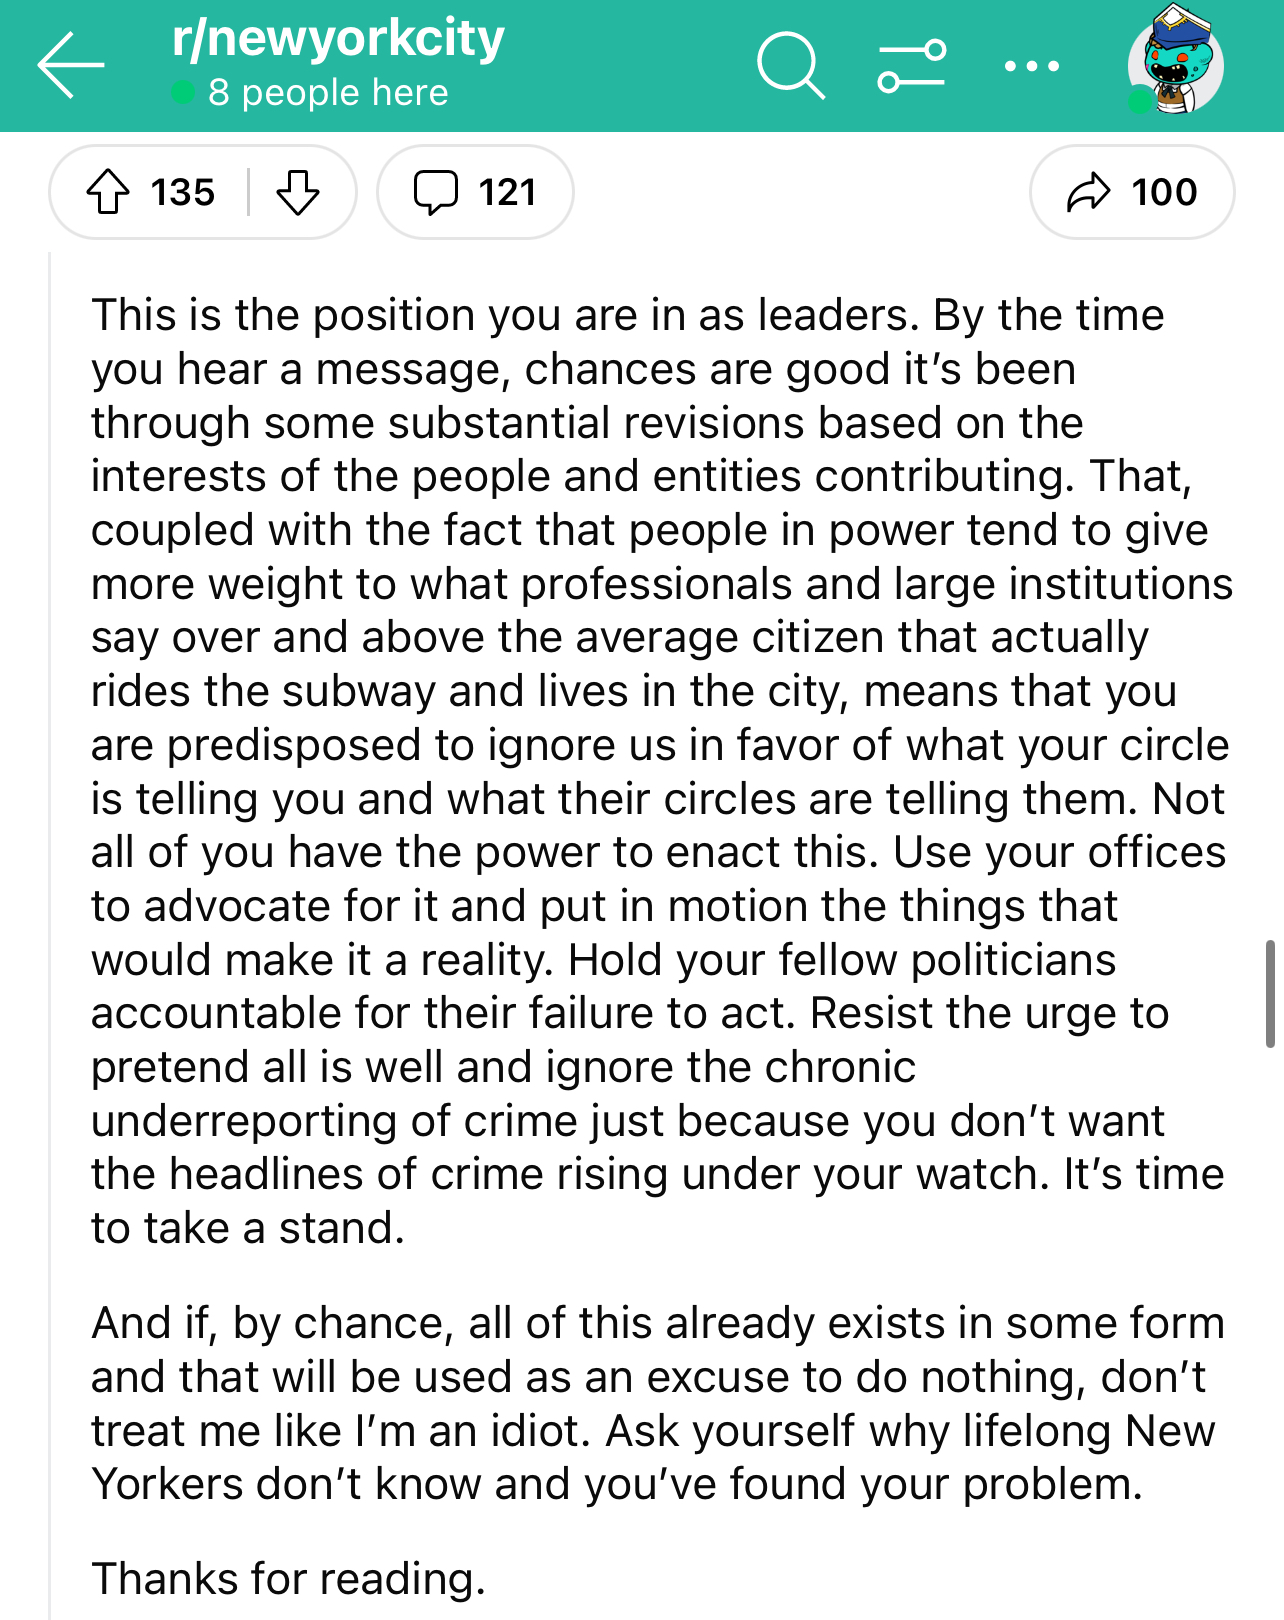 r/newyorkcity
8 people here
135
121
100
This is the position you are in as leaders. By the time
you hear a message, chances are good it’s been
through some substantial revisions based on the
interests of the people and entities contributing. That,
coupled with the fact that people in power tend to give
more weight to what professionals and large institutions
say over and above the average citizen that actually
rides the subway and lives in the city, means that you
are predisposed to ignore us in favor of what your circle
is telling you and what their circles are telling them. Not
all of you have the power to enact this. Use your offices
to advocate for it and put in motion the things that
would make it a reality. Hold your fellow politicians
accountable for their failure to act. Resist the urge to
pretend all is well and ignore the chronic
underreporting of crime just because you don’t want
the headlines of crime rising under your watch. It’s time
to take a stand.
And if, by chance, all of this already exists in some form
and that will be used as an excuse to do nothing, don’t
treat me like I’m an idiot. Ask yourself why lifelong New
Yorkers don’t know and you’ve found your problem.
Thanks for reading.